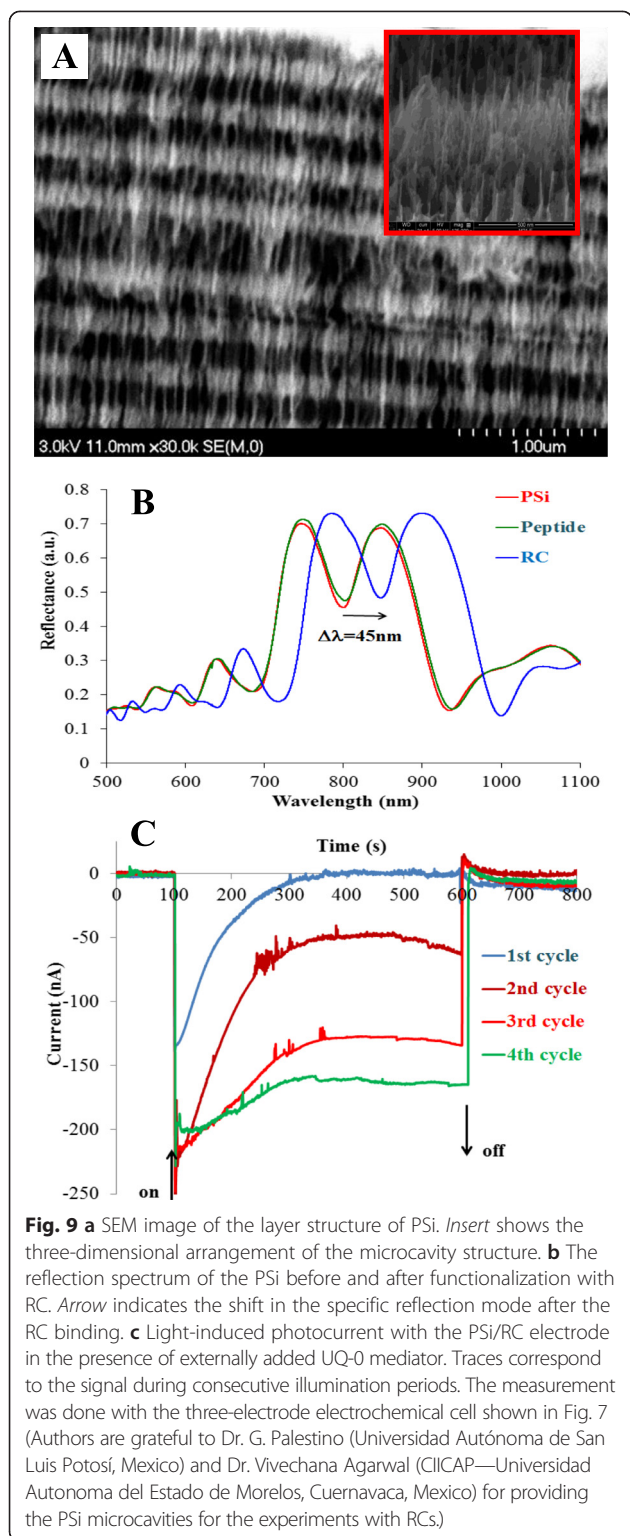 A
3.0kV 11.0mm x30.0k SE(M,0)
1.00um
B
PSi
Peptide
RC
Reflectance (a.u.)
0.8
0.7
0.6
0.5
0.4
0.3
0.2
0.1
0
Δλ=45nm
500 600 700 800 900 1000 1100
Wavelength (nm)
C
Time (s)
0 100 200 300 400 500 600 700 800
Current (nA)
0
-50
-100
-150
-200
-250
1st cycle
2nd cycle
3rd cycle
4th cycle
on
off
Fig. 9 a SEM image of the layer structure of PSi. Insert shows the
three-dimensional arrangement of the microcavity structure. b The
reflection spectrum of the PSi before and after functionalization with
RC. Arrow indicates the shift in the specific reflection mode after the
RC binding. c Light-induced photocurrent with the PSi/RC electrode
in the presence of externally added UQ-0 mediator. Traces correspond
to the signal during consecutive illumination periods. The measurement
was done with the three-electrode electrochemical cell shown in Fig. 7
(Authors are grateful to Dr. G. Palestino (Universidad Autónoma de San
Luis Potosí, Mexico) and Dr. Vivechana Agarwal (CIICAP—Universidad
Autonoma del Estado de Morelos, Cuernavaca, Mexico) for providing
the PSi microcavities for the experiments with RCs.)